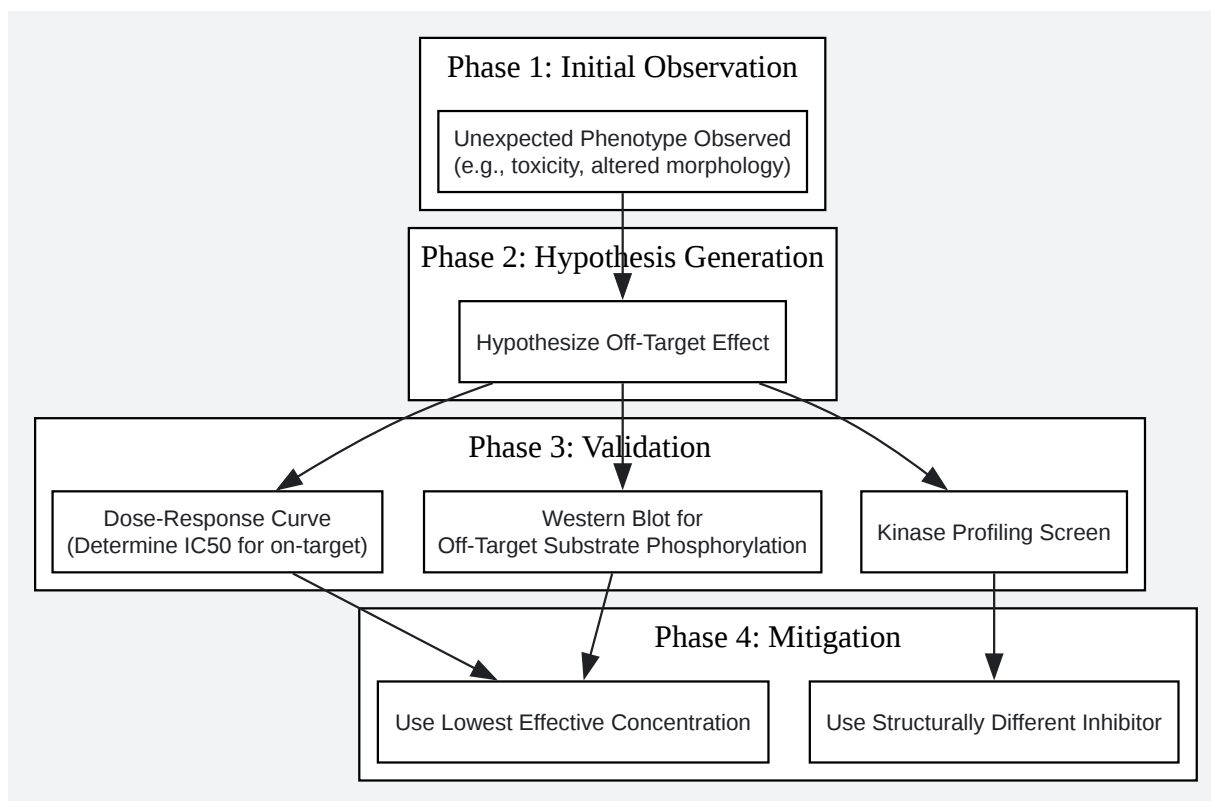 Phase 1: Initial Observation
Unexpected Phenotype Observed
(e.g., toxicity, altered morphology)
Phase 2: Hypothesis Generation
Hypothesize Off-Target Effect
Phase 3: Validation
Dose-Response Curve
(Determine IC50 for on-target)
Western Blot for
Off-Target Substrate Phosphorylation
Kinase Profiling Screen
Phase 4: Mitigation
Use Lowest Effective Concentration
Use Structurally Different Inhibitor